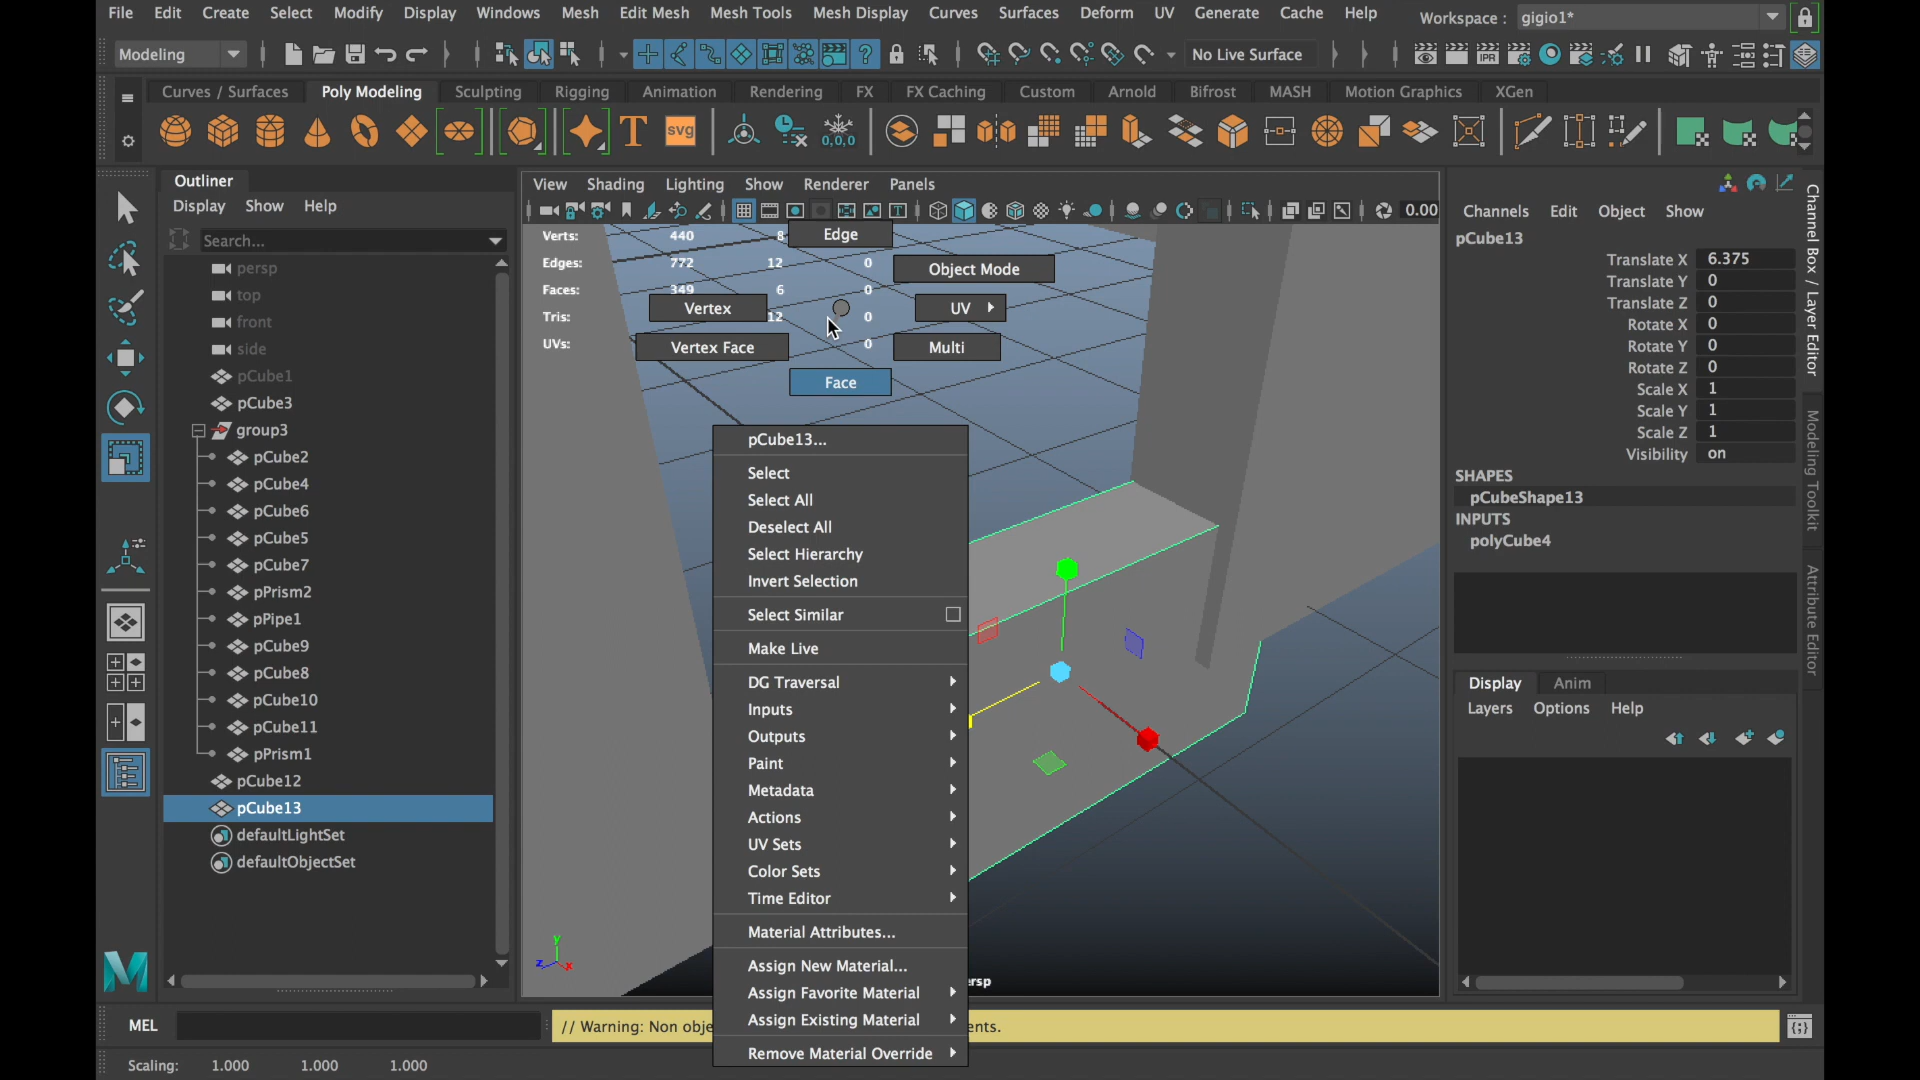 File Edit Create Select Modify Display Windows Mesh Edit Mesh Mesh Tools Mesh Display Curves Surfaces Deform UV Generate Cache Help Workspace : gigio1*
Modeling No Live Surface
Curves / Surfaces Poly Modeling Sculpting Rigging Animation Rendering FX FX Caching Custom Arnold Bifrost MASH Motion Graphics XGen
T svg 0,0,0
IPR
Outliner
Display Show Help
Search...
persp
top
front
side
pCube1
pCube3
group3
pCube2
pCube4
pCube6
pCube5
pCube7
pPrism2
pPipe1
pCube9
pCube8
pCube10
pCube11
pPrism1
pCube12
pCube13
defaultLightSet
defaultObjectSet
View Shading Lighting Show Renderer Panels
0.00
Verts: 440 8
Edges: 772 12 0
Faces: 349 6 0
Tris: 12 0
UVs: 0
Edge
Object Mode
Vertex
UV
Vertex Face
Multi
Face
pCube13...
Select
Select All
Deselect All
Select Hierarchy
Invert Selection
Select Similar
Make Live
DG Traversal
Inputs
Outputs
Paint
Metadata
Actions
UV Sets
Color Sets
Time Editor
Material Attributes...
Assign New Material...
Assign Favorite Material
Assign Existing Material
Remove Material Override
y
z x
ersp
Channels Edit Object Show
pCube13
Translate X 6.375
Translate Y 0
Translate Z 0
Rotate X 0
Rotate Y 0
Rotate Z 0
Scale X 1
Scale Y 1
Scale Z 1
Visibility on
SHAPES
pCubeShape13
INPUTS
polyCube4
Display Anim
Layers Options Help
Channel Box / Layer Editor
Modeling Toolkit
Attribute Editor
MEL
// Warning: Non obje ents.
Scaling: 1.000 1.000 1.000